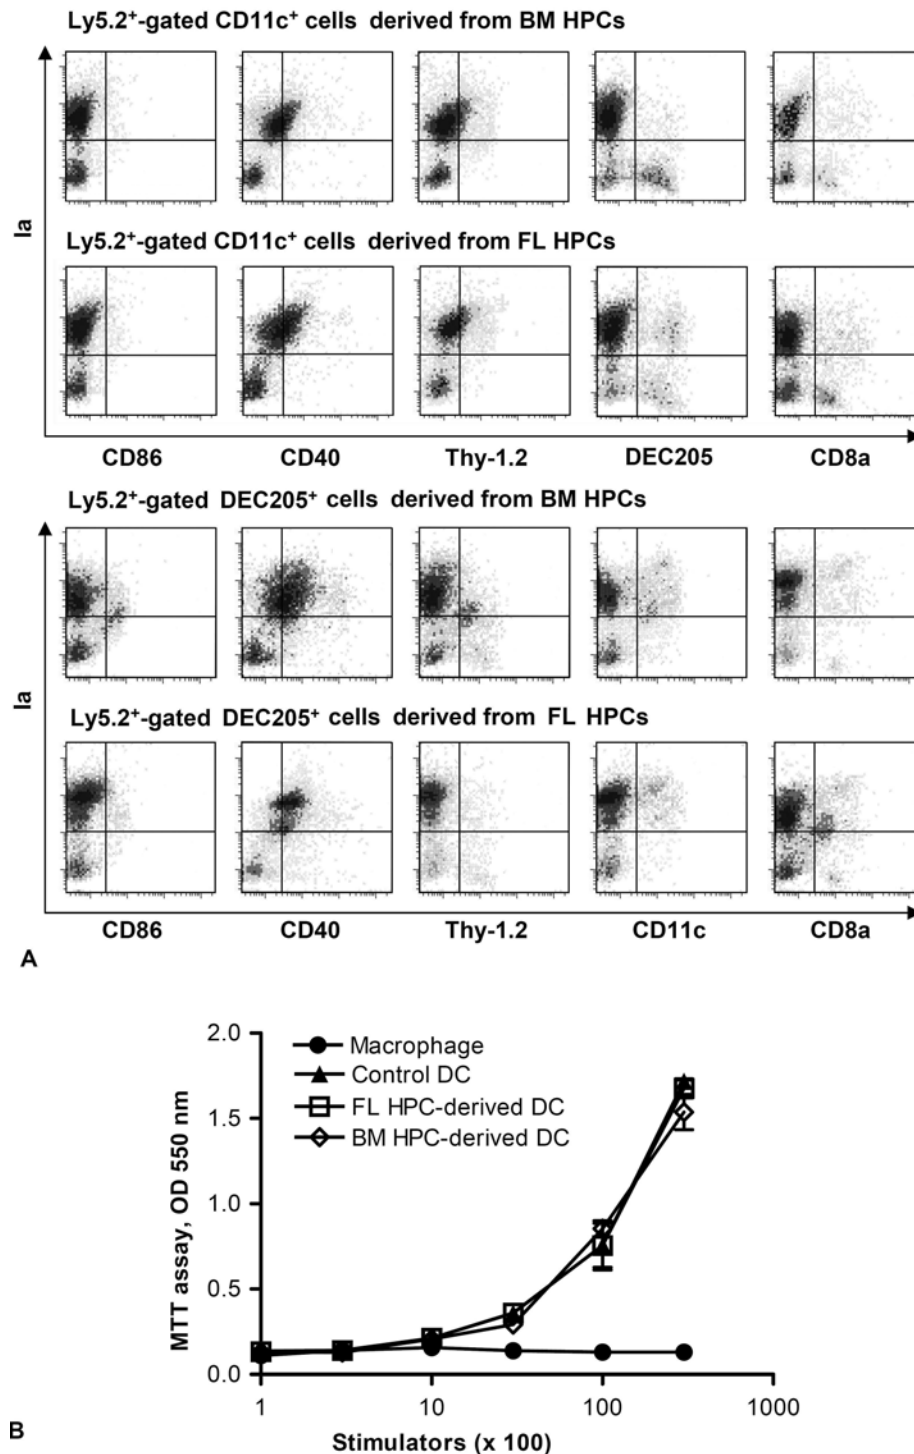 Ly5.2+-gated CD11c+ cells derived from BM HPCs
Ia
Ly5.2+-gated CD11c+ cells derived from FL HPCs
CD86 CD40 Thy-1.2 DEC205 CD8a
Ly5.2+-gated DEC205+ cells derived from BM HPCs
Ia
Ly5.2+-gated DEC205+ cells derived from FL HPCs
CD86 CD40 Thy-1.2 CD11c CD8a
A
2.0
1.5
1.0
0.5
0.0
MTT assay, OD 550 nm
Macrophage
Control DC
FL HPC-derived DC
BM HPC-derived DC
1 10 100 1000
Stimulators (x 100)
B